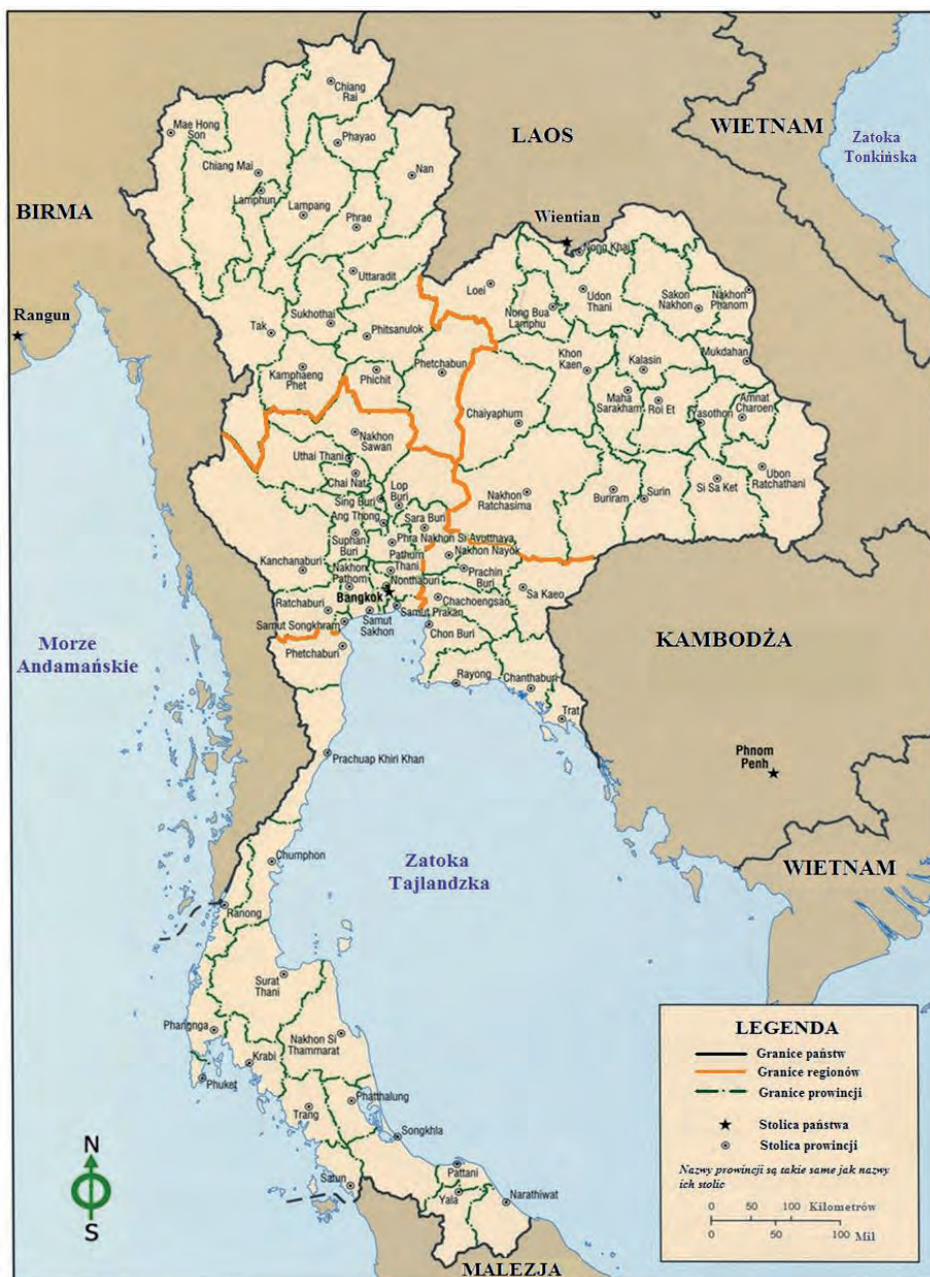 Chiang
Rai
Mae Hong
Son
Phayao
LAOS
WIETNAM
Zatoka
Tonkińska
Chiang Mai
Nan
Lamphun
Lampang
Phrae
BIRMA
Wientian
Nong Khai
Uttaradit
Loei
Udon
Thani
Sakon
Nakhon
Nakhon
Phanom
Nong Bua
Lamphu
Rangun
Sukhothai
Tak
Phitsanulok
Khon
Kaen
Kalasin
Mukdahan
Phetchabun
Kamphaeng
Phet
Phichit
Maha
Sarakham
Roi Et
Yasothon
Amnat
Charoen
Chaiyaphum
Nakhon
Sawan
Uthai Thani
Chai Nat
Lop
Buri
Sing Buri
Nakhon
Ratchasima
Buriram
Surin
Si Sa Ket
Ubon
Ratchathani
Ang Thong
Sara Buri
Suphan
Buri
Phra Nakhon Si Ayotthaya
Nakhon Nayok
Pathum
Thani
Kanchanaburi
Nakhon
Pathom
Nonthaburi
Prachin
Buri
Sa Kaeo
Bangkok
Chachoengsao
Ratchaburi
Samut Prakan
Samut Songkhram
Samut
Sakhon
Chon Buri
Morze
Andamańskie
KAMBODŻA
Phetchaburi
Rayong
Chanthaburi
Trat
Prachuap Khiri Khan
Phnom
Penh
Chumphon
Zatoka
Tajlandzka
WIETNAM
Ranong
Surat
Thani
Phangnga
Nakhon Si
Thammarat
Krabi
Phuket
Phatthalung
Trang
Songkhla
Pattani
Satun
Yala
Narathiwat
MALEZJA
N
S
LEGENDA
Granice państw
Granice regionów
Granice prowincji
Stolica państwa
Stolica prowincji
Nazwy prowincji są takie same jak nazwy
ich stolic
0 50 100 Kilometrów
0 50 100
Mil